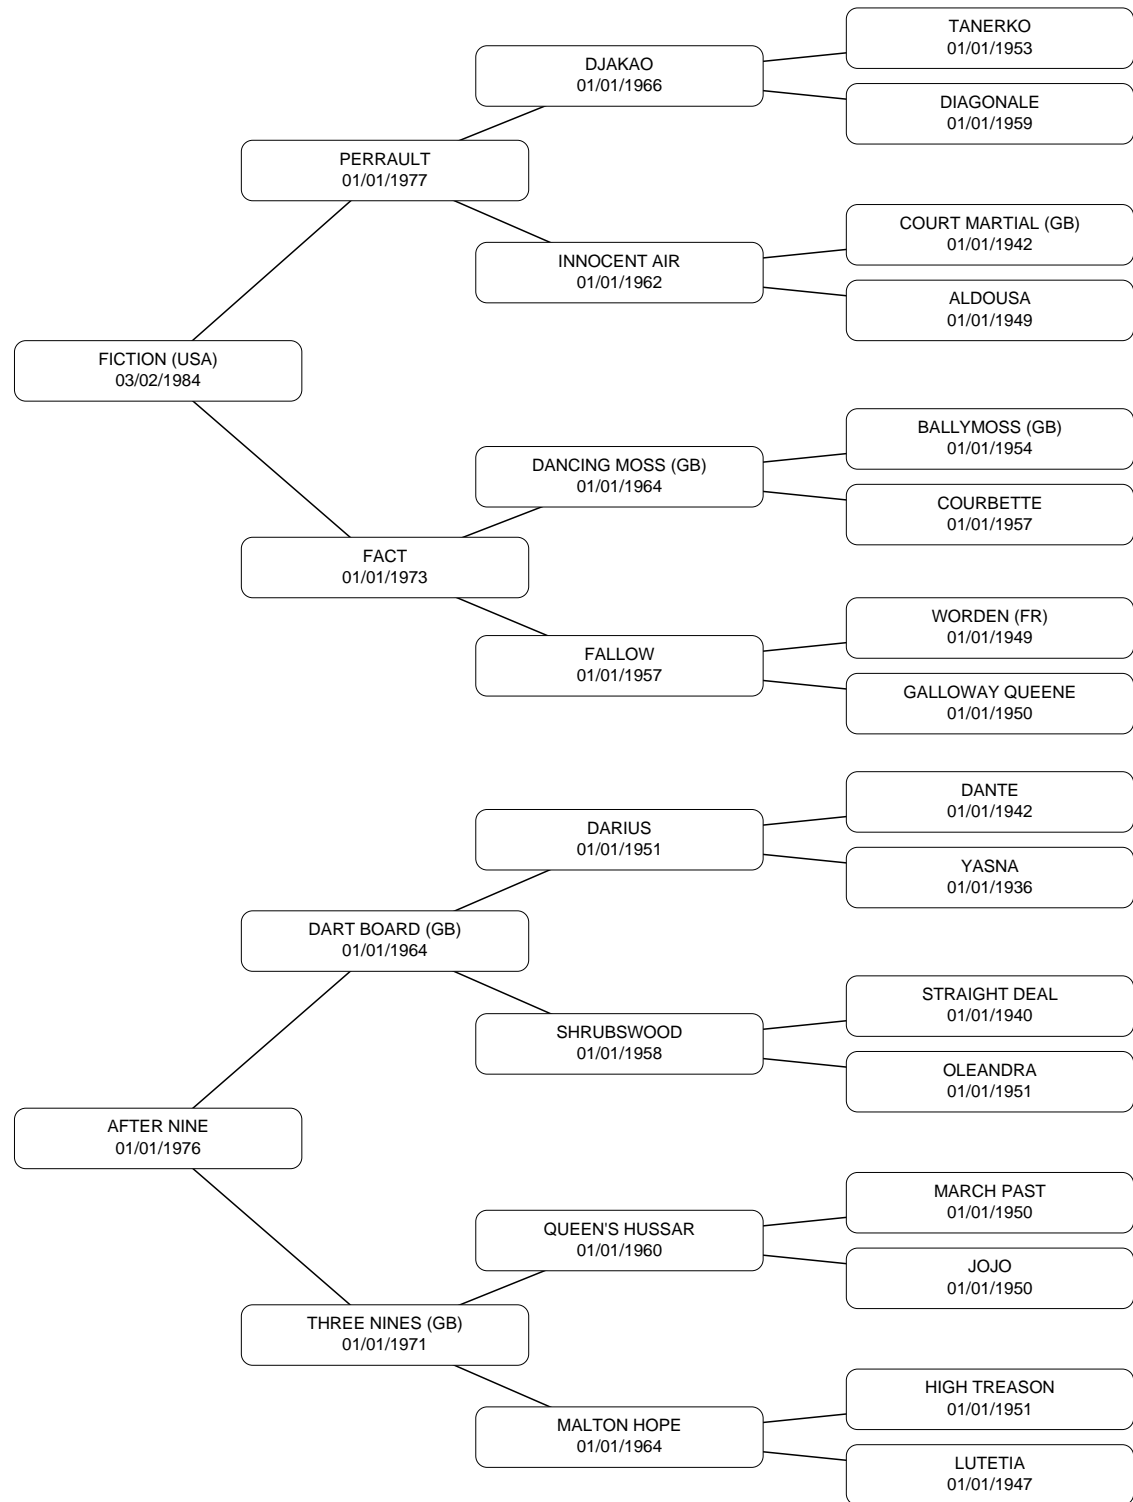 TANERKO
01/01/1953
DJAKAO
01/01/1966
DIAGONALE
01/01/1959
PERRAULT
01/01/1977
COURT MARTIAL (GB)
01/01/1942
INNOCENT AIR
01/01/1962
ALDOUSA
01/01/1949
FICTION (USA)
03/02/1984
BALLYMOSS (GB)
01/01/1954
DANCING MOSS (GB)
01/01/1964
COURBETTE
01/01/1957
FACT
01/01/1973
WORDEN (FR)
01/01/1949
FALLOW
01/01/1957
GALLOWAY QUEENE
01/01/1950
DANTE
01/01/1942
DARIUS
01/01/1951
YASNA
01/01/1936
DART BOARD (GB)
01/01/1964
STRAIGHT DEAL
01/01/1940
SHRUBSWOOD
01/01/1958
OLEANDRA
01/01/1951
AFTER NINE
01/01/1976
MARCH PAST
01/01/1950
QUEEN'S HUSSAR
01/01/1960
JOJO
01/01/1950
THREE NINES (GB)
01/01/1971
HIGH TREASON
01/01/1951
MALTON HOPE
01/01/1964
LUTETIA
01/01/1947